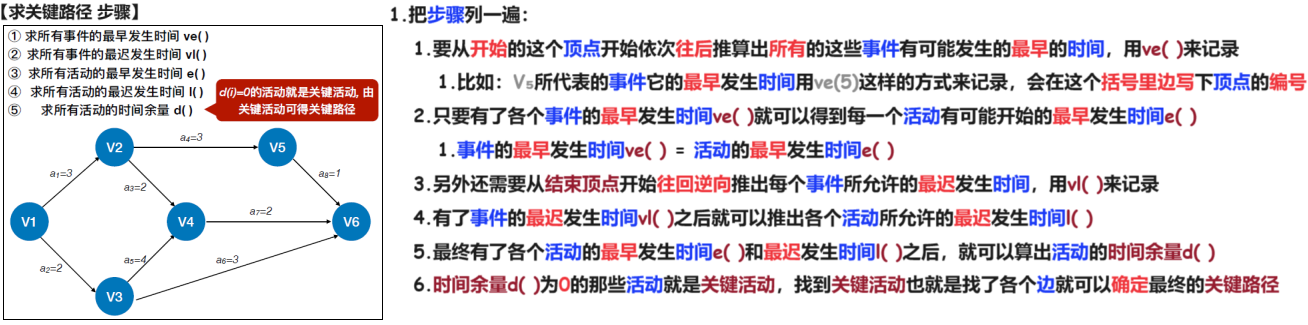 【求关键路径 步骤】
① 求所有事件的最早发生时间 ve( )
② 求所有事件的最迟发生时间 vl( )
③ 求所有活动的最早发生时间 e( )
④ 求所有活动的最迟发生时间 l( )
⑤ 求所有活动的时间余量 d( )
d(i)=0的活动就是关键活动, 由
关键活动可得关键路径
V2
a₄=3
V5
a₁=3
a₃=2
a₈=1
V1
V4
a₇=2
V6
a₂=2
a₅=4
a₆=3
V3
1.把步骤列一遍：
1.要从开始的这个顶点开始依次往后推算出所有的这些事件有可能发生的最早的时间，用ve( )来记录
1.比如：V₅所代表的事件它的最早发生时间用ve(5)这样的方式来记录，会在这个括号里边写下顶点的编号
2.只要有了各个事件的最早发生时间ve( )就可以得到每一个活动有可能开始的最早发生时间e( )
1.事件的最早发生时间ve( ) = 活动的最早发生时间e( )
3.另外还需要从结束顶点开始往回逆向推出每个事件所允许的最迟发生时间，用vl( )来记录
4.有了事件的最迟发生时间vl( )之后就可以推出各个活动所允许的最迟发生时间l( )
5.最终有了各个活动的最早发生时间e( )和最迟发生时间l( )之后，就可以算出活动的时间余量d( )
6.时间余量d( )为0的那些活动就是关键活动，找到关键活动也就是找了各个边就可以确定最终的关键路径